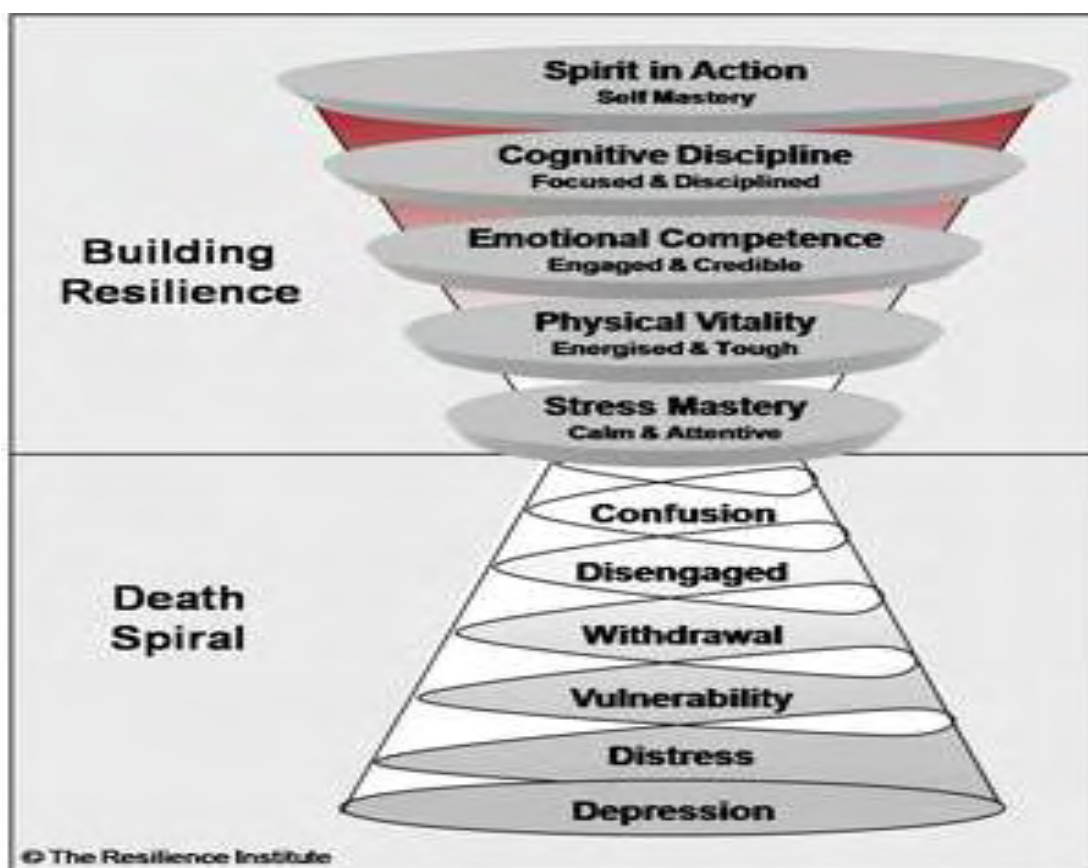 Spirit in Action
Self Mastery
Cognitive Discipline
Focused & Disciplined
Emotional Competence
Engaged & Credible
Physical Vitality
Energised & Tough
Stress Mastery
Calm & Attentive
Building
Resilience
Confusion
Disengaged
Withdrawal
Vulnerability
Distress
Depression
Death
Spiral
© The Resilience Institute